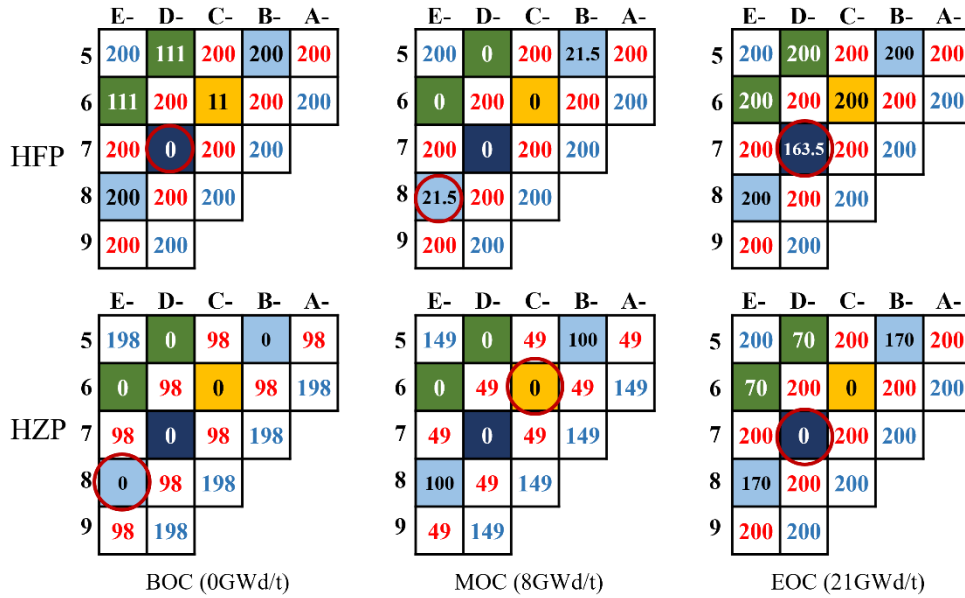 E- D- C- B- A- E- D- C- B- A- E- D- C- B- A-
5 200 111 200 200 200 5 200 0 200 21.5 200 5 200 200 200 200 200
6 111 200 11 200 200 6 0 200 0 200 200 6 200 200 200 200 200
HFP 7 200 0 200 200 7 200 0 200 200 7 200 163.5 200 200
8 200 200 200 8 21.5 200 200 8 200 200 200
9 200 200 9 200 200 9 200 200
E- D- C- B- A- E- D- C- B- A- E- D- C- B- A-
5 198 0 98 0 98 5 149 0 49 100 49 5 200 70 200 170 200
6 0 98 0 98 198 6 0 49 0 49 149 6 70 200 0 200 200
HZP 7 98 0 98 198 7 49 0 49 149 7 200 0 200 200
8 0 98 198 8 100 49 149 8 170 200 200
9 98 198 9 49 149 9 200 200
BOC (0GWd/t) MOC (8GWd/t) EOC (21GWd/t)